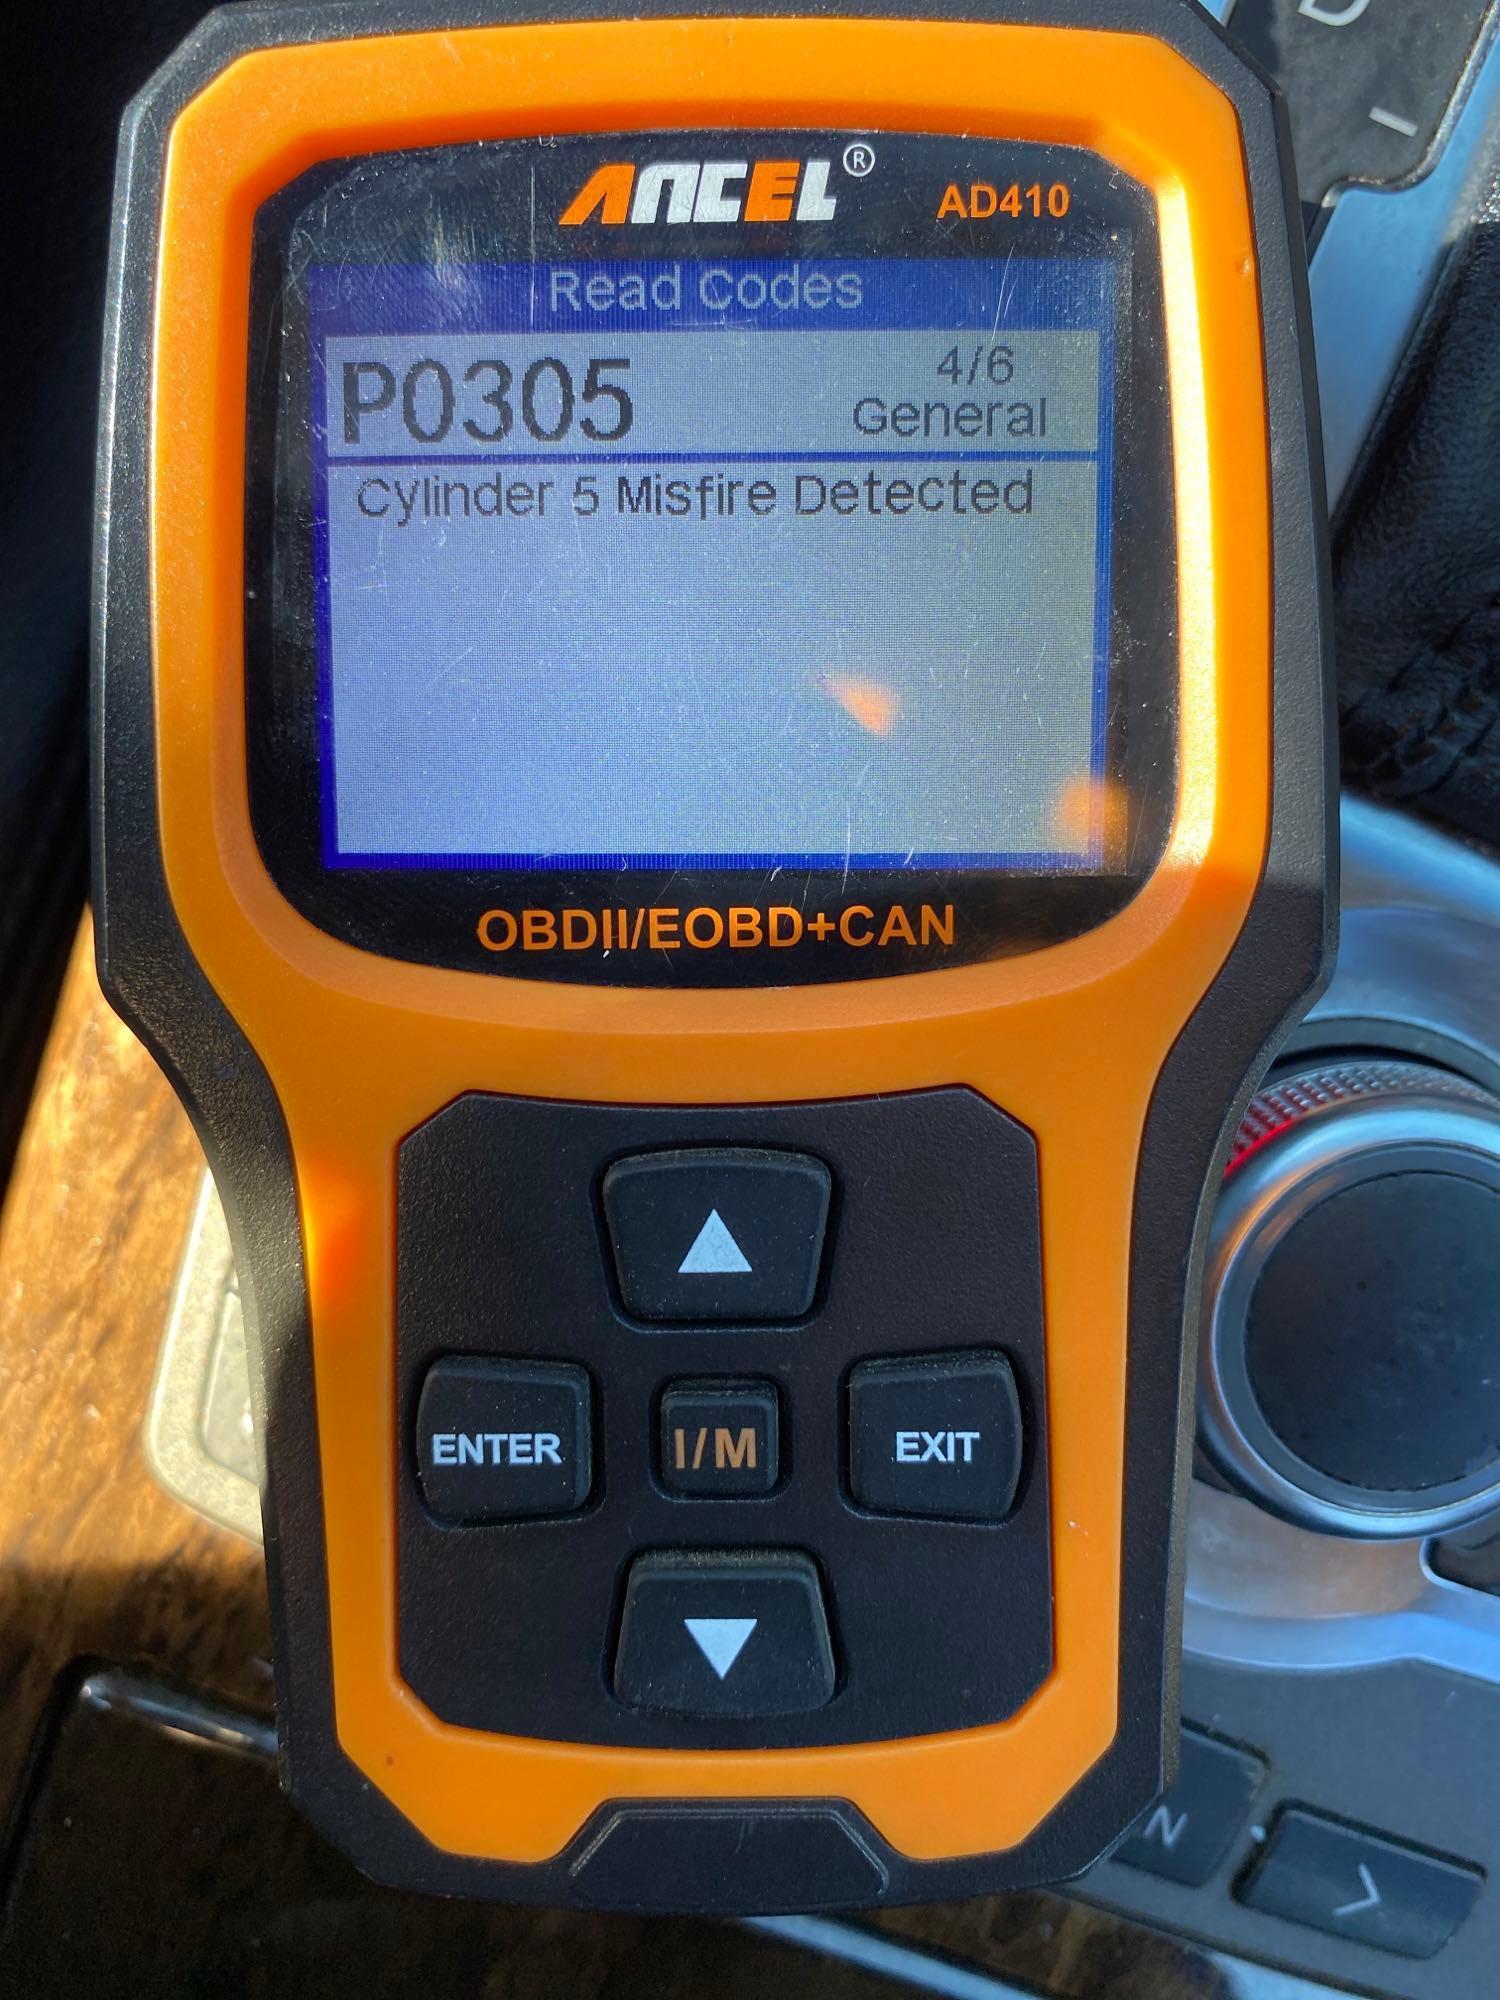 ANCEL®
AD410
Read Codes
P0305
4/6
General
Cylinder 5 Misfire Detected
OBDII/EOBD+CAN
ENTER
I/M
EXIT
N